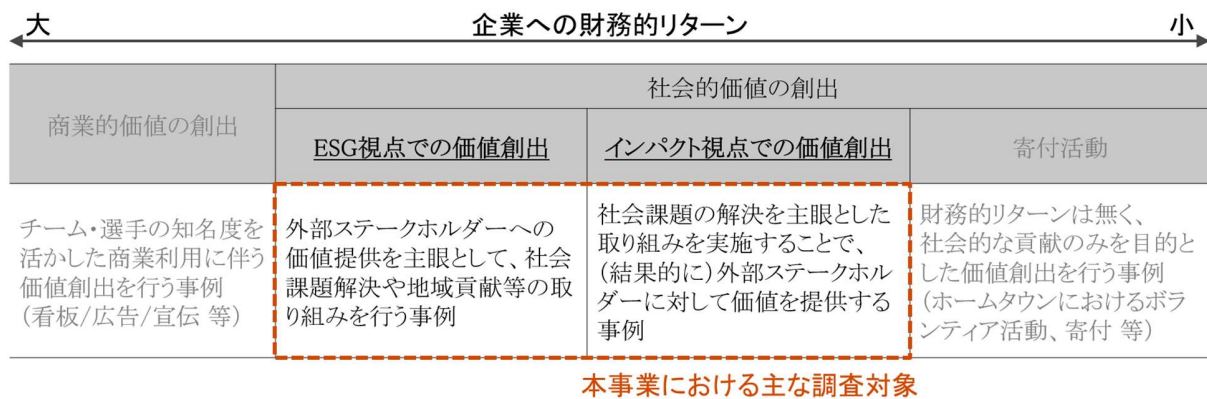 大
企業への財務的リターン
小
商業的価値の創出
社会的価値の創出
ESG視点での価値創出
インパクト視点での価値創出
寄付活動
チーム・選手の知名度を
活かした商業利用に伴う
価値創出を行う事例
(看板/広告/宣伝 等)
外部ステークホルダーへの
価値提供を主眼として、社会
課題解決や地域貢献等の取
り組みを行う事例
社会課題の解決を主眼とした
取り組みを実施することで、
(結果的に)外部ステークホル
ダーに対して価値を提供する
事例
財務的リターンは無く、
社会的な貢献のみを目的と
した価値創出を行う事例
(ホームタウンにおけるボラ
ンティア活動、寄付 等)
本事業における主な調査対象